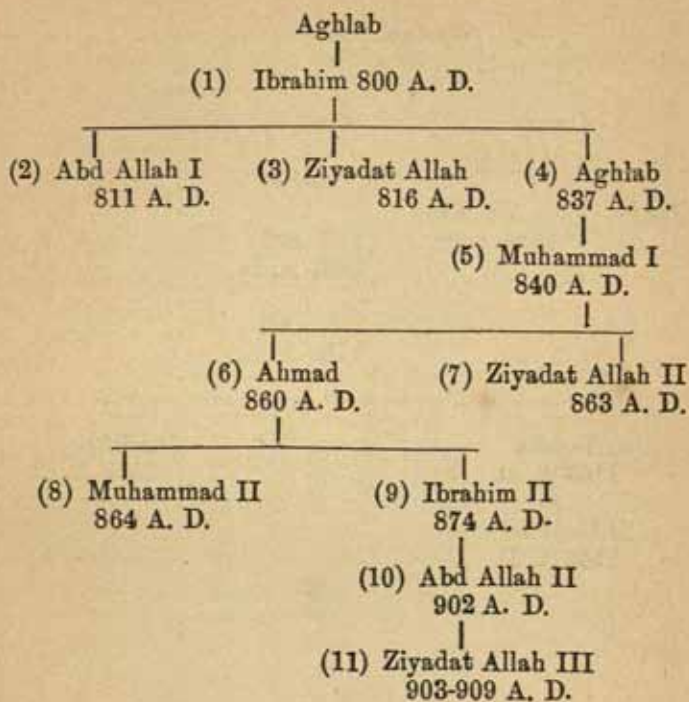 Aghlab
(1) Ibrahim 800 A. D.
(2) Abd Allah I (3) Ziyadat Allah (4) Aghlab
811 A. D. 816 A. D. 837 A. D.
(5) Muhammad I
840 A. D.
(6) Ahmad (7) Ziyadat Allah II
860 A. D. 863 A. D.
(8) Muhammad II (9) Ibrahim II
864 A. D. 874 A. D-
(10) Abd Allah II
902 A. D.
(11) Ziyadat Allah III
903-909 A. D.